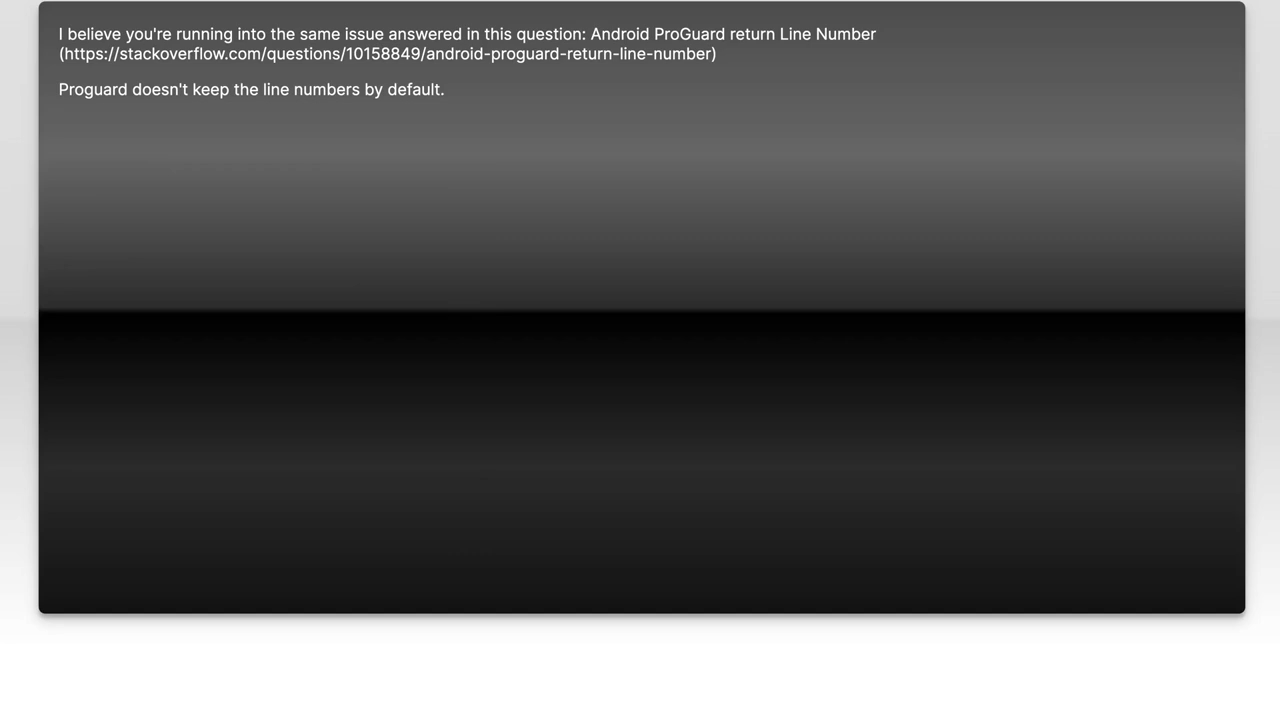 I believe you're running into the same issue answered in this question: Android ProGuard return Line Number
(https://stackoverflow.com/questions/10158849/android-proguard-return-line-number)
Proguard doesn't keep the line numbers by default.